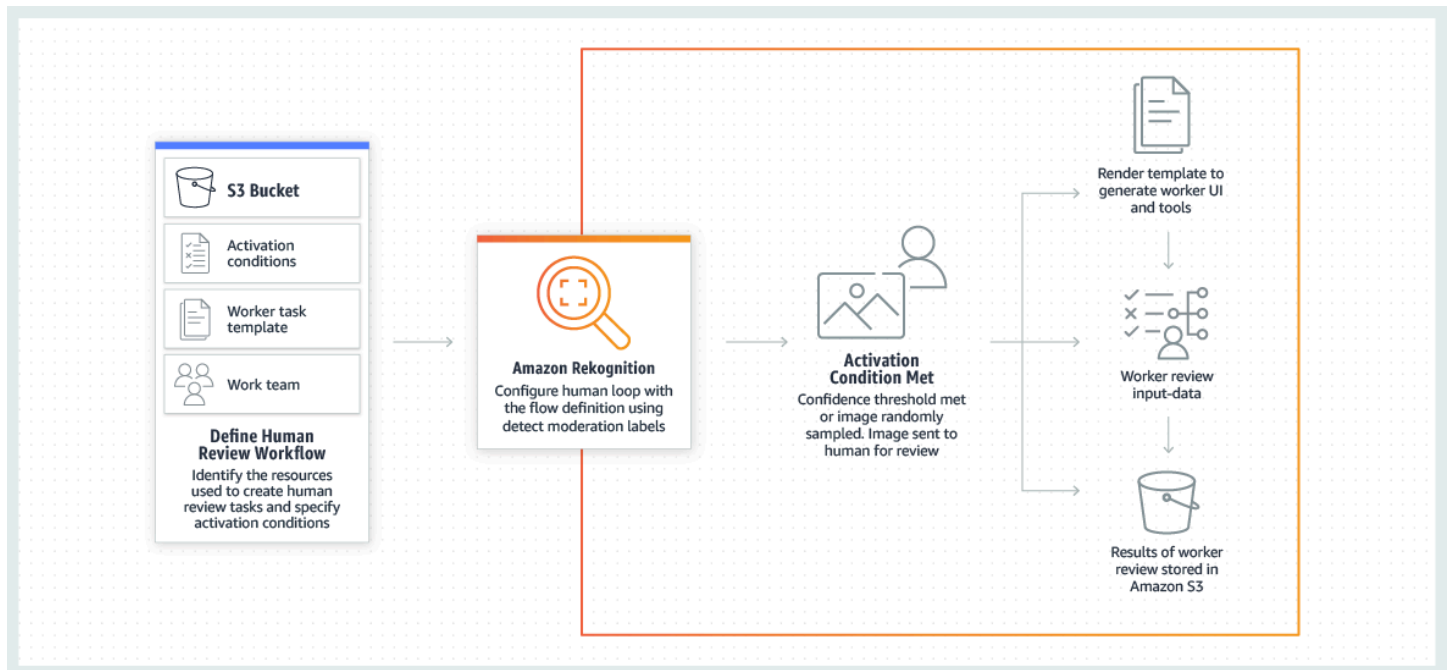 S3 Bucket
Activation
conditions
Worker task
template
Work team
Define Human
Review Workflow
Identify the resources
used to create human
review tasks and specify
activation conditions
Amazon Rekognition
Configure human loop with
the flow definition using
detect moderation labels
Activation
Condition Met
Confidence threshold met
or image randomly
sampled. Image sent to
human for review
Render template to
generate worker UI
and tools
Worker review
input-data
Results of worker
review stored in
Amazon S3